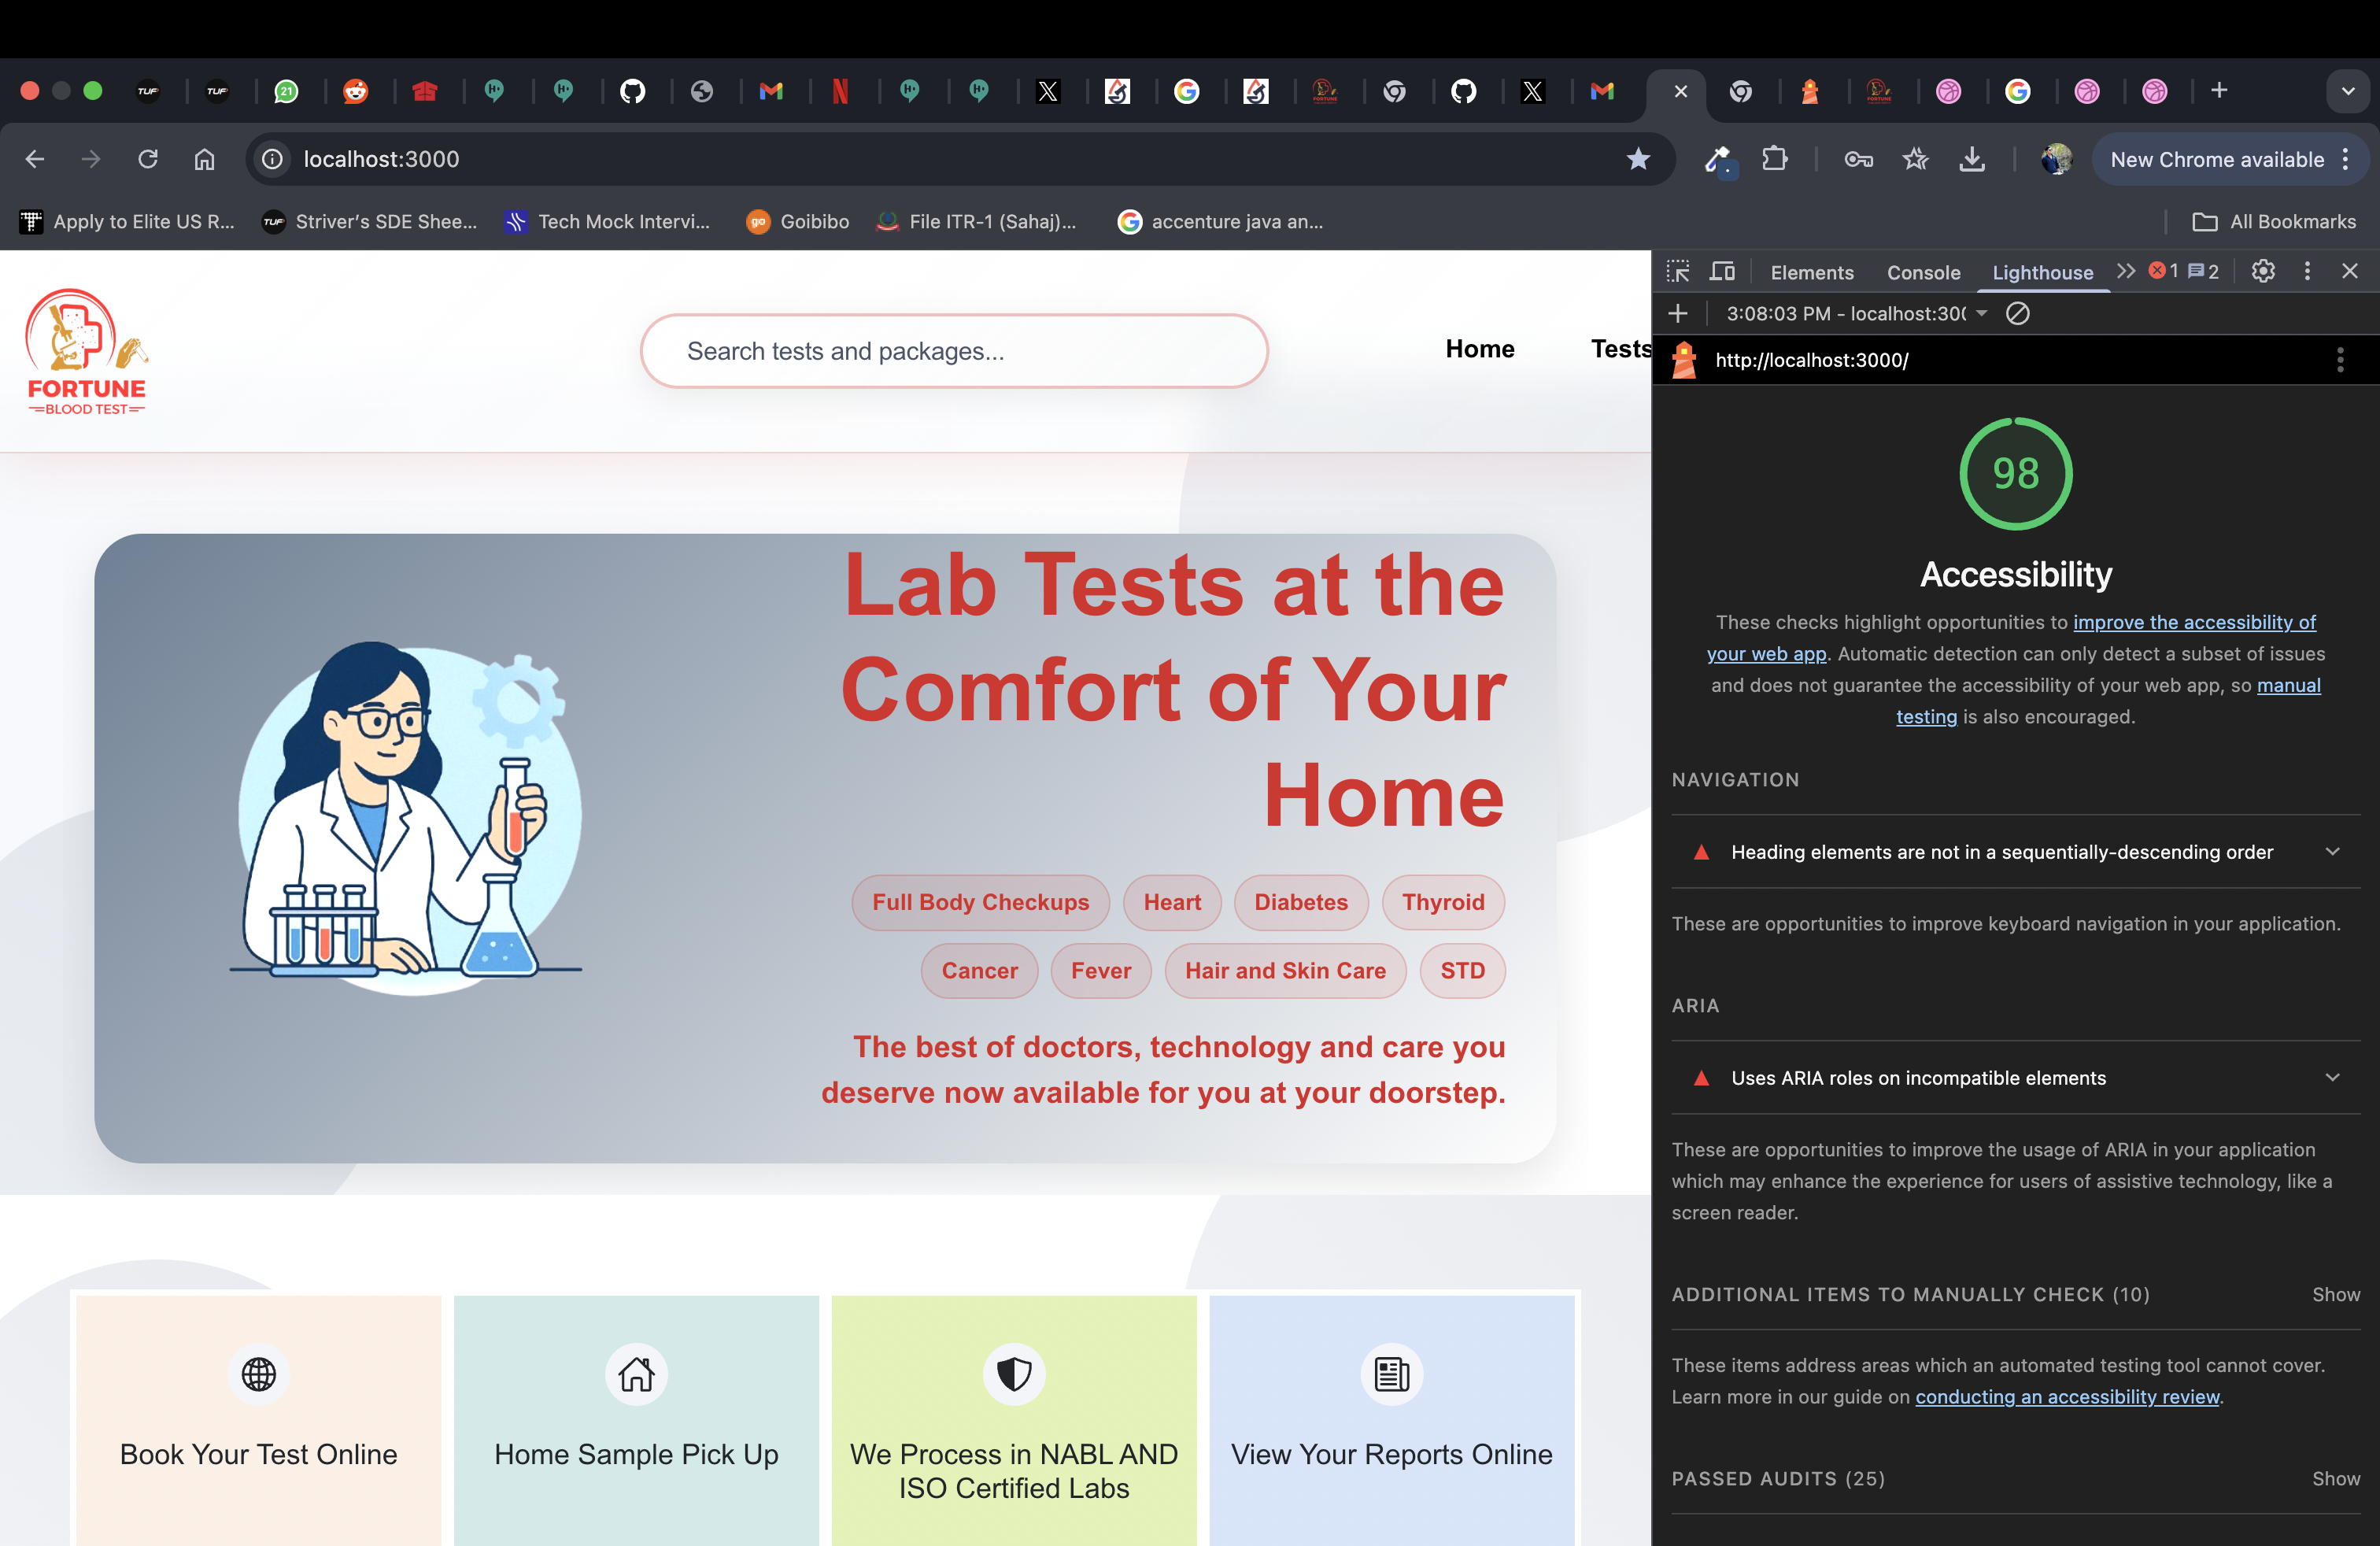 TUF
TUF
21
localhost:3000
New Chrome available
Apply to Elite US R...
TUF
Striver's SDE Shee...
Tech Mock Intervi...
go
Goibibo
File ITR-1 (Sahaj)...
accenture java an...
All Bookmarks
FORTUNE
BLOOD TEST
Search tests and packages...
Home
Tests
Lab Tests at the
Comfort of Your
Home
Full Body Checkups
Heart
Diabetes
Thyroid
Cancer
Fever
Hair and Skin Care
STD
The best of doctors, technology and care you
deserve now available for you at your doorstep.
Book Your Test Online
Home Sample Pick Up
We Process in NABL AND
ISO Certified Labs
View Your Reports Online
Elements
Console
Lighthouse
1
2
3:08:03 PM - localhost:300
http://localhost:3000/
98
Accessibility
These checks highlight opportunities to improve the accessibility of
your web app. Automatic detection can only detect a subset of issues
and does not guarantee the accessibility of your web app, so manual
testing is also encouraged.
NAVIGATION
Heading elements are not in a sequentially-descending order
These are opportunities to improve keyboard navigation in your application.
ARIA
Uses ARIA roles on incompatible elements
These are opportunities to improve the usage of ARIA in your application
which may enhance the experience for users of assistive technology, like a
screen reader.
ADDITIONAL ITEMS TO MANUALLY CHECK (10)
Show
These items address areas which an automated testing tool cannot cover.
Learn more in our guide on conducting an accessibility review.
PASSED AUDITS (25)
Show